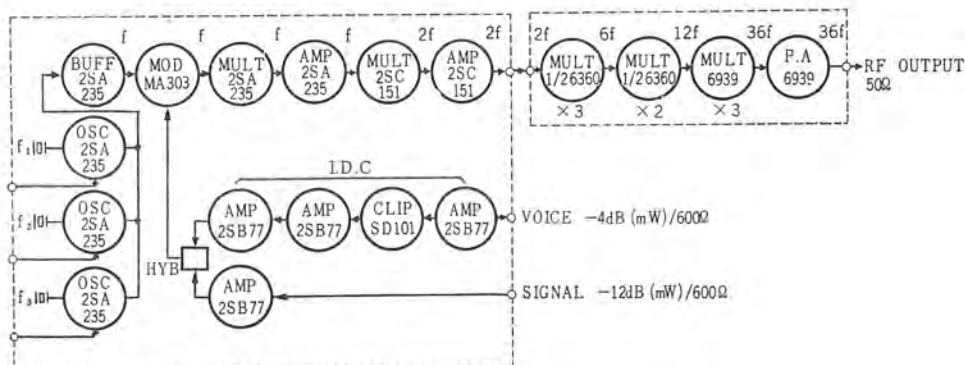 f f f f 2f 2f
BUFF 2SA 235
MOD MA303
MULT 2SA 235
AMP 2SA 235
MULT 2SC 151
AMP 2SC 151
2f 6f 12f 36f 36f
MULT 1/26360 ×3
MULT 1/26360 ×2
MULT 6939 ×3
P.A 6939
RF OUTPUT 50Ω
f₁ OSC 2SA 235
f₂ OSC 2SA 235
f₃ OSC 2SA 235
I.D.C
AMP 2SB77
AMP 2SB77
CLIP SD101
AMP 2SB77
VOICE -4dB (mW)/600Ω
HYB
AMP 2SB77
SIGNAL -12dB (mW)/600Ω